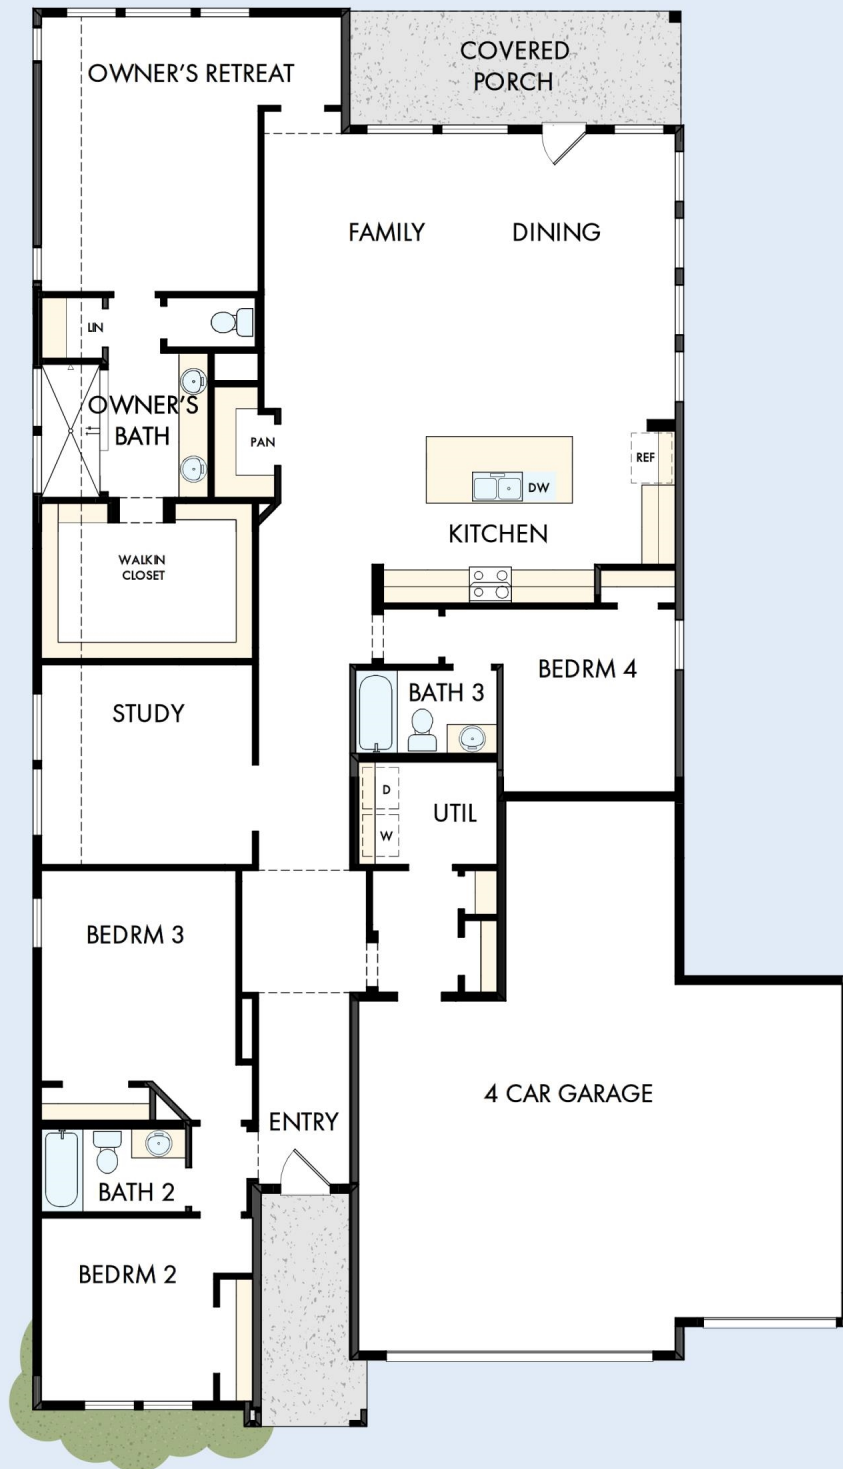 COVERED
PORCH
OWNER'S RETREAT
FAMILY
DINING
LIN
OWNER'S
BATH
PAN
REF
DW
KITCHEN
WALKIN
CLOSET
BEDRM 4
BATH 3
STUDY
D
W
UTIL
BEDRM 3
4 CAR GARAGE
ENTRY
BATH 2
BEDRM 2